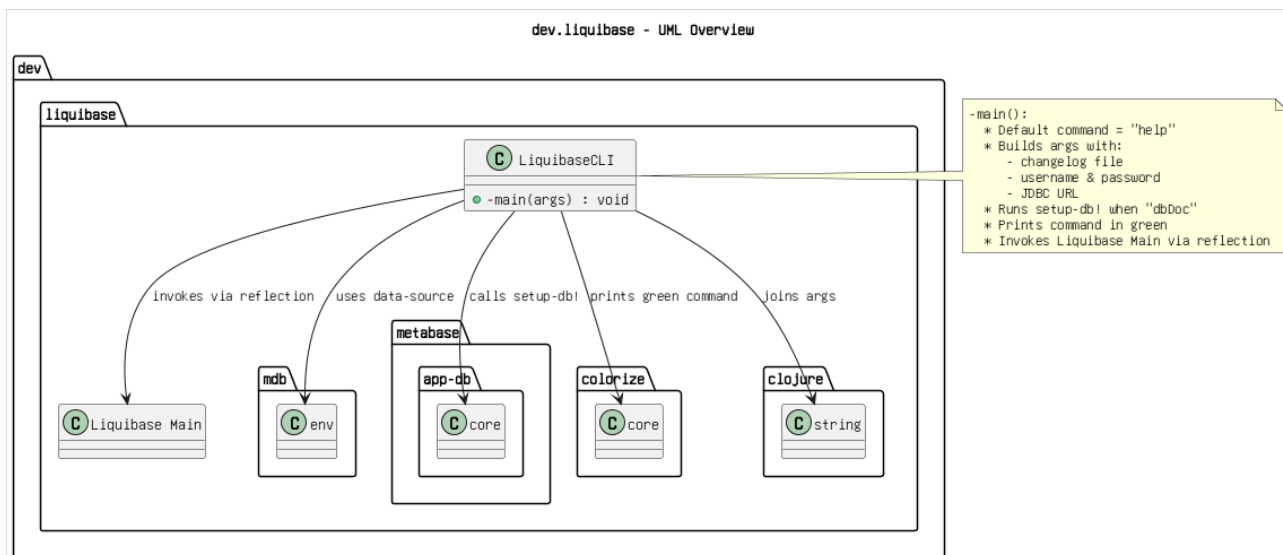 dev.liquibase - UML Overview
dev
liquibase
C LiquibaseCLI
-main(args) : void
-main():
* Default command = "help"
* Builds args with:
- changelog file
- username & password
- JDBC URL
* Runs setup-db! when "dbDoc"
* Prints command in green
* Invokes Liquibase Main via reflection
invokes via reflection
uses data-source
calls setup-db!
prints green command
joins args
metabase
mdb
app-db
colorize
clojure
C Liquibase Main
C env
C core
C core
C string